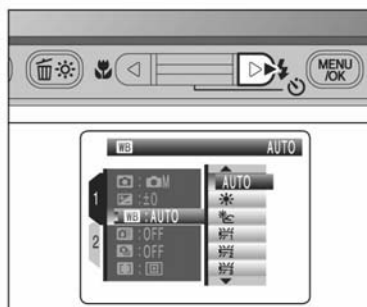 MENU
/OK
WB AUTO
1
: M
: ±0
WB : AUTO
2
: OFF
: OFF
:
AUTO